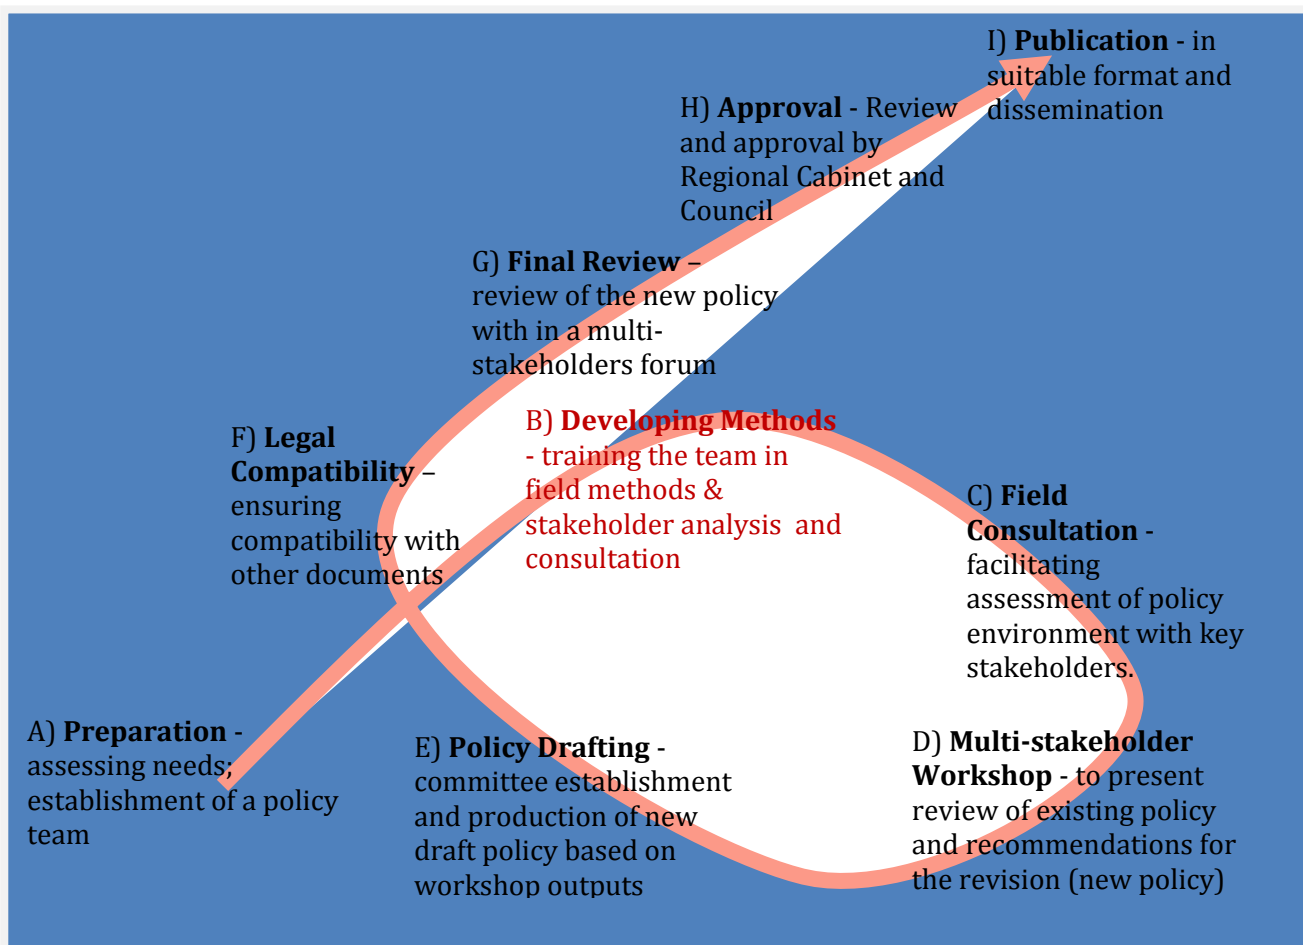 A) Preparation -
assessing needs;
establishment of a policy
team
B) Developing Methods
- training the team in
field methods &
stakeholder analysis  and
consultation
C) Field
Consultation -
facilitating
assessment of policy
environment with key
stakeholders.
D) Multi-stakeholder
Workshop - to present
review of existing policy
and recommendations for
the revision (new policy)
E) Policy Drafting -
committee establishment
and production of new
draft policy based on
workshop outputs
F) Legal
Compatibility –
ensuring
compatibility with
other documents
G) Final Review –
review of the new policy
with in a multi-
stakeholders forum
H) Approval - Review
and approval by
Regional Cabinet and
Council
I) Publication - in
suitable format and
dissemination